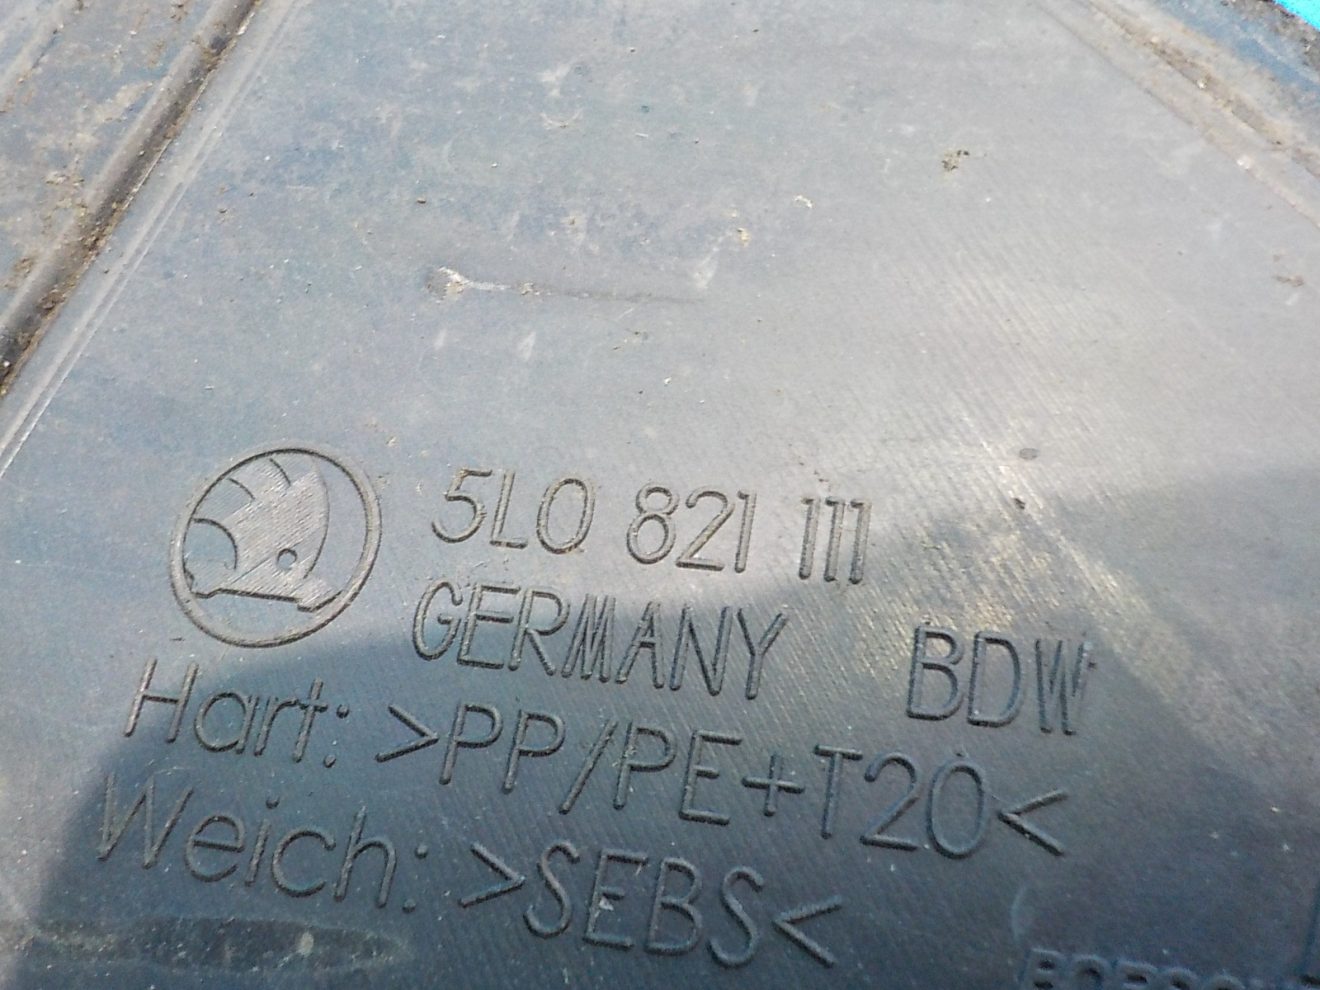 5L0 821 111
GERMANY BDW
Hart: >PP/PE+T20<
Weich: >SEBS<